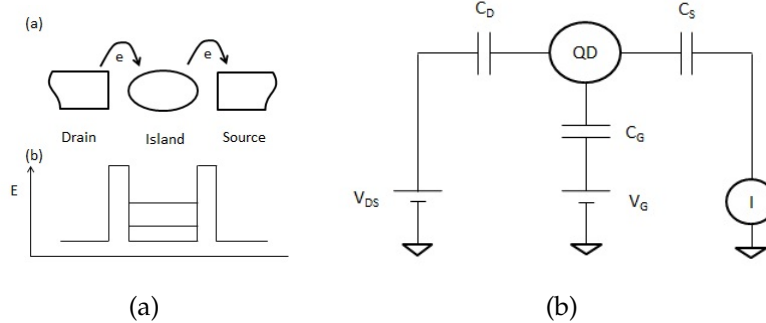 (a)
e
e
Drain
Island
Source
(b)
E
(a)
C_D
C_S
QD
C_G
V_DS
V_G
I
(b)